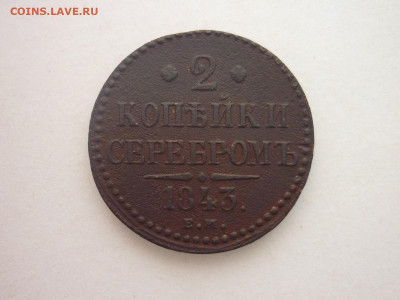 COINS.LAVE.RU
2
КОПѢЙКИ
СЕРЕБРОМЪ
1843.
Е.М.